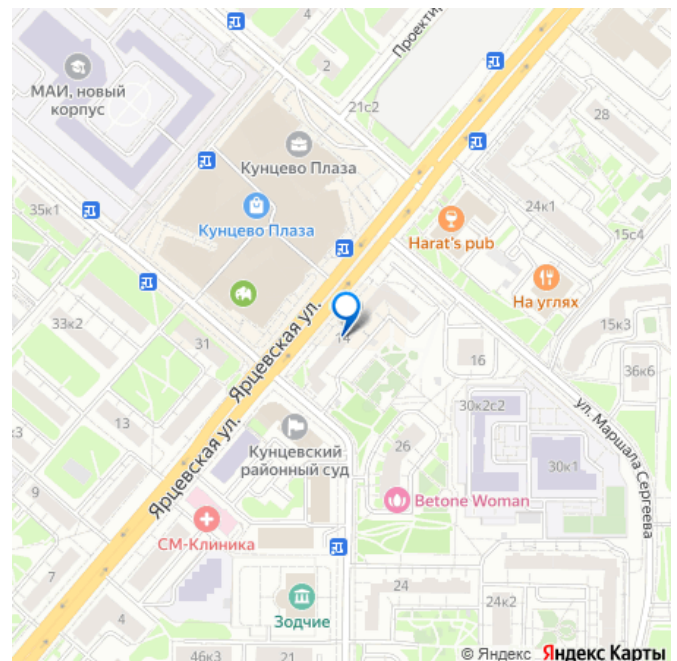 МАИ, новый
корпус
2
Проекти
21с2
28
Кунцево Плаза
Кунцево Плаза
24к1
15с4
35к1
Harat's pub
На углях
33к2
31
Ярцевская ул.
14
16
15к3
36к6
13
Ярцевская ул.
Кунцевский
районный суд
26
30к2с2
30к1
ул. Маршала Сергеева
к3
9
Betone Woman
СМ-Клиника
7
4
Зодчие
24
24к2
46к3
21
© Яндекс Яндекс Карты